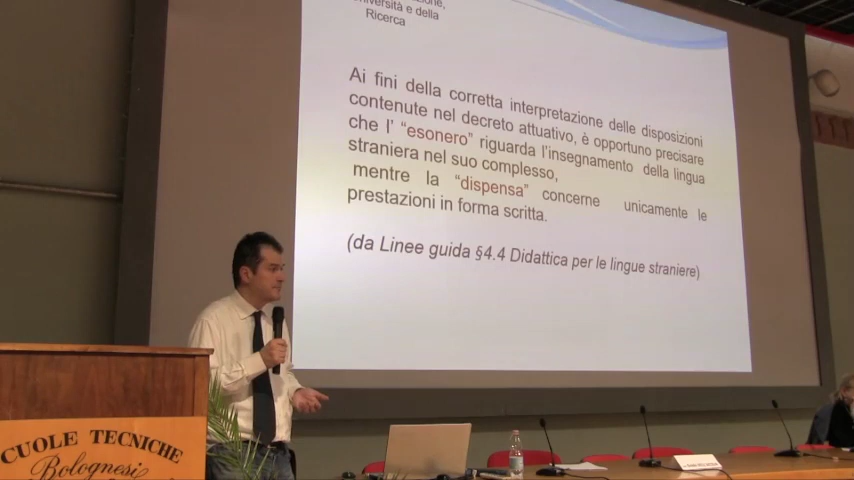 Università e della
Ricerca
Ai fini della corretta interpretazione delle disposizioni
contenute nel decreto attuativo, è opportuno precisare
che l' “esonero” riguarda l'insegnamento della lingua
straniera nel suo complesso,
mentre la “dispensa” concerne unicamente le
prestazioni in forma scritta.
(da Linee guida §4.4 Didattica per le lingue straniere)
CUOLE TECNICHE
Bolognesi